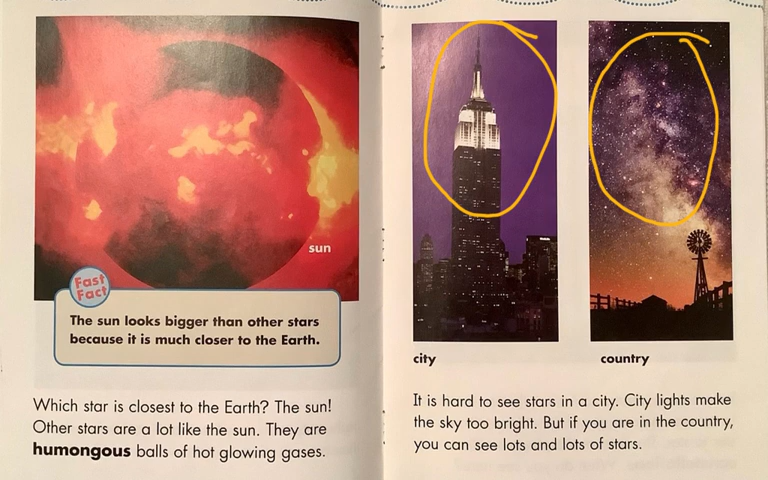 sun
Fast
Fact
The sun looks bigger than other stars
because it is much closer to the Earth.
Which star is closest to the Earth? The sun!
Other stars are a lot like the sun. They are
humongous balls of hot glowing gases.
city
country
It is hard to see stars in a city. City lights make
the sky too bright. But if you are in the country,
you can see lots and lots of stars.